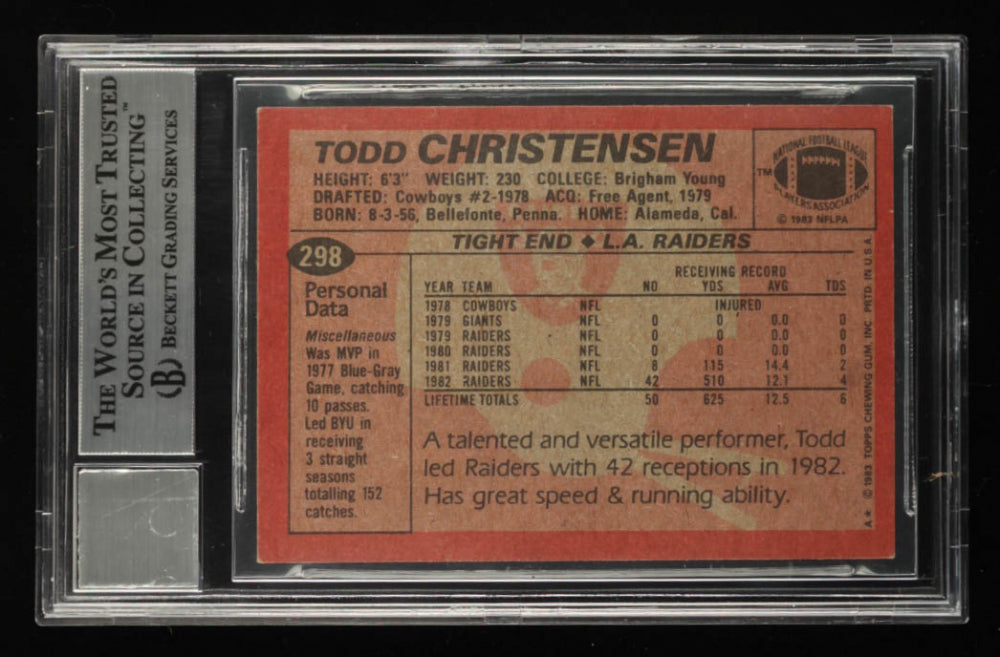 THE WORLD'S MOST TRUSTED
SOURCE IN COLLECTING™
B BECKETT GRADING SERVICES
TODD CHRISTENSEN
HEIGHT: 6'3" WEIGHT: 230 COLLEGE: Brigham Young
DRAFTED: Cowboys #2-1978 ACQ: Free Agent, 1979
BORN: 8-3-56, Bellefonte, Penna. HOME: Alameda, Cal.
NATIONAL FOOTBALL LEAGUE
TM
PLAYERS ASSOCIATION
© 1983 NFLPA
298
TIGHT END ♦ L.A. RAIDERS
Personal
Data
Miscellaneous
Was MVP in
1977 Blue-Gray
Game, catching
10 passes.
Led BYU in
receiving
3 straight
seasons
totalling 152
catches.
RECEIVING RECORD
YEAR TEAM NO YDS AVG TDS
1978 COWBOYS NFL INJURED
1979 GIANTS NFL 0 0 0.0 0
1979 RAIDERS NFL 0 0 0.0 0
1980 RAIDERS NFL 0 0 0.0 0
1981 RAIDERS NFL 8 115 14.4 2
1982 RAIDERS NFL 42 510 12.1 4
LIFETIME TOTALS 50 625 12.5 6
A talented and versatile performer, Todd
led Raiders with 42 receptions in 1982.
Has great speed & running ability.
A★ © 1983 TOPPS CHEWING GUM, INC. PRTD. IN U.S.A.